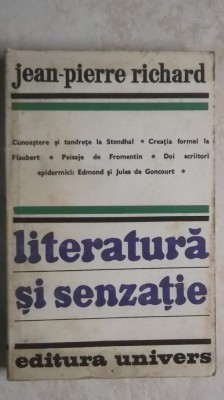 jean-pierre richard
Cunoaștere și tandrețe la Stendhal • Creația formei la
Flaubert • Peisaje de Fromentin • Doi scriitori
epidermici: Edmond și Jules de Goncourt •
literatură
și senzație
editura univers